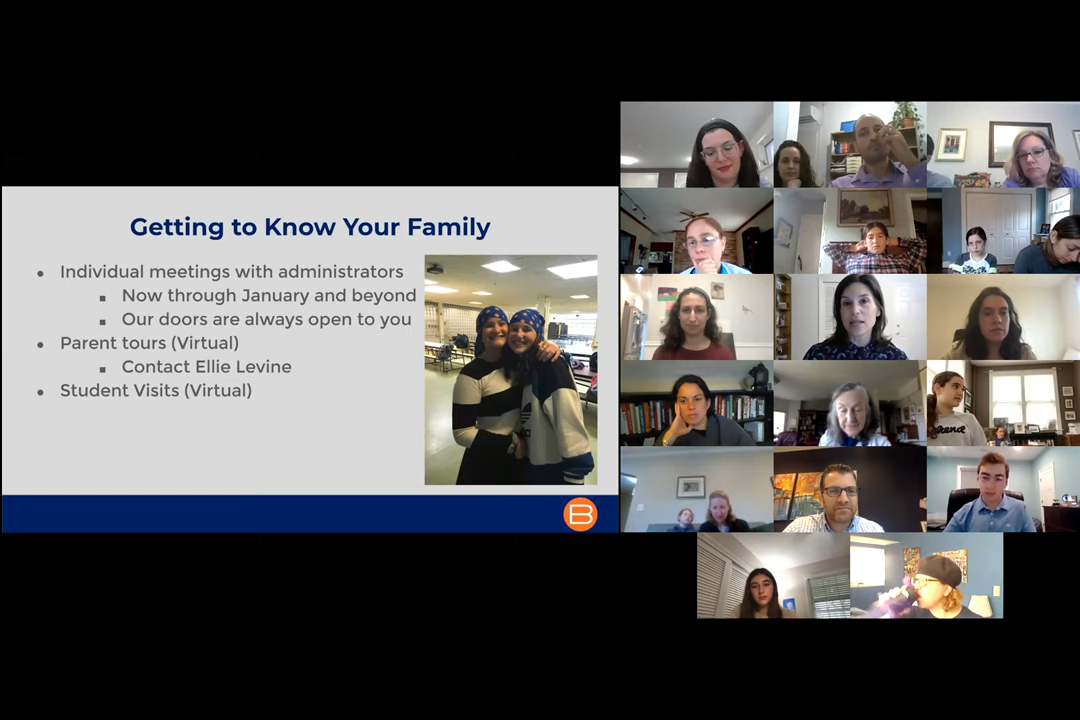 Getting to Know Your Family
● Individual meetings with administrators
■ Now through January and beyond
■ Our doors are always open to you
● Parent tours (Virtual)
■ Contact Ellie Levine
● Student Visits (Virtual)
B